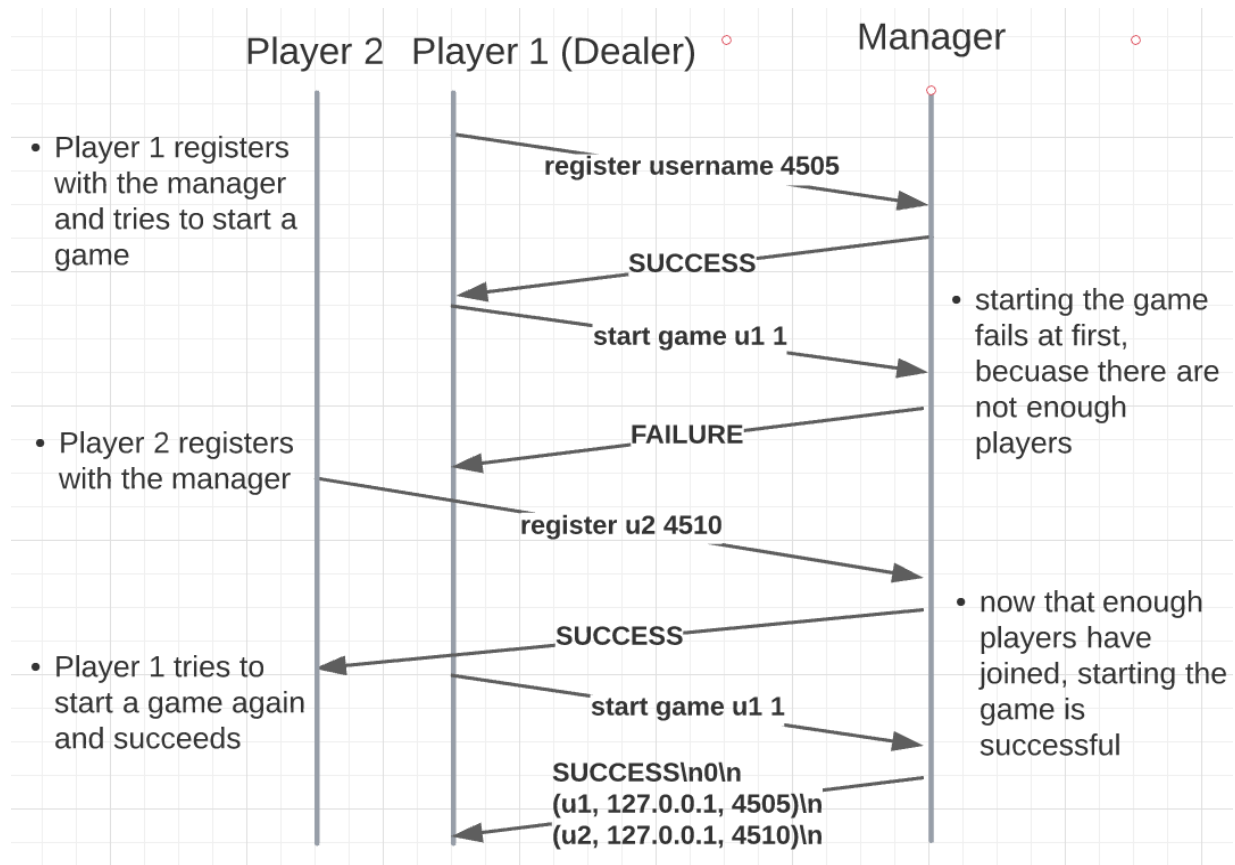 Player 2
Player 1 (Dealer)
Manager
• Player 1 registers
with the manager
and tries to start a
game
register username 4505
SUCCESS
start game u1 1
• starting the game
fails at first,
becuase there are
not enough
players
FAILURE
• Player 2 registers
with the manager
register u2 4510
SUCCESS
• now that enough
players have
joined, starting the
game is
successful
• Player 1 tries to
start a game again
and succeeds
start game u1 1
SUCCESS\n0\n
(u1, 127.0.0.1, 4505)\n
(u2, 127.0.0.1, 4510)\n